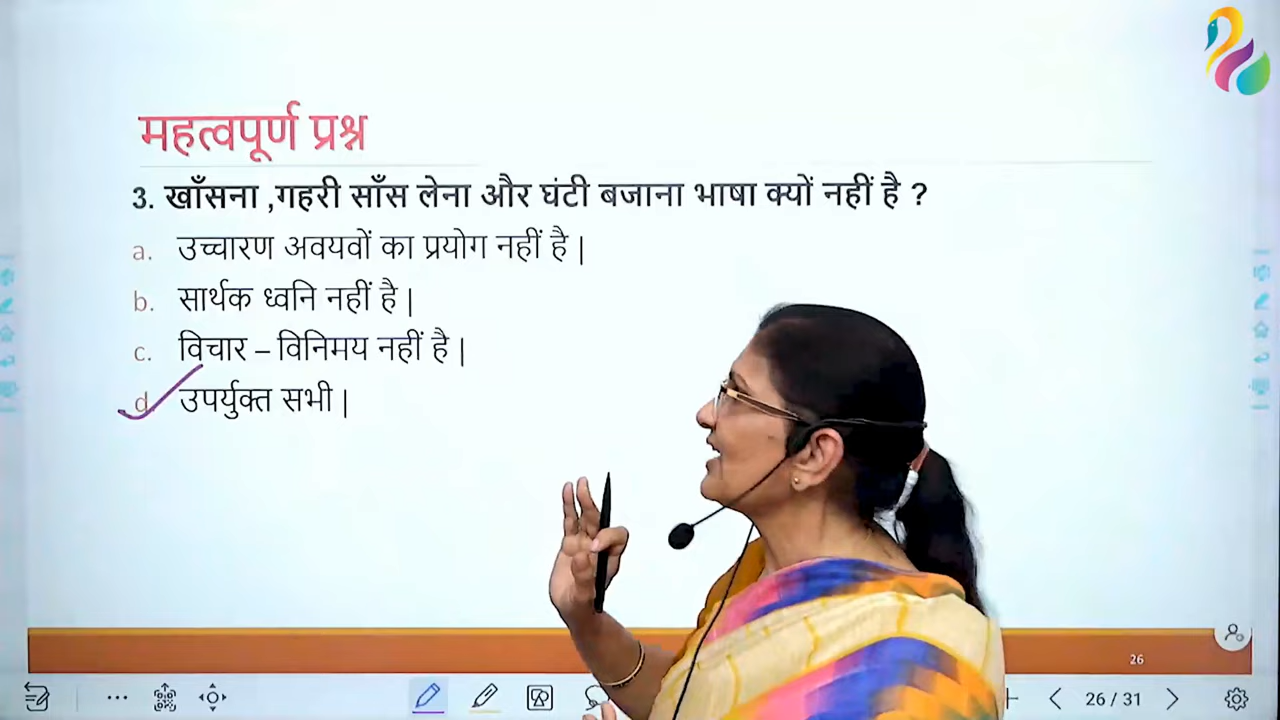 महत्वपूर्ण प्रश्न
3. खाँसना ,गहरी साँस लेना और घंटी बजाना भाषा क्यों नहीं है ?
a. उच्चारण अवयवों का प्रयोग नहीं है |
b. सार्थक ध्वनि नहीं है |
c. विचार – विनिमय नहीं है |
d. उपर्युक्त सभी |
26
26 / 31